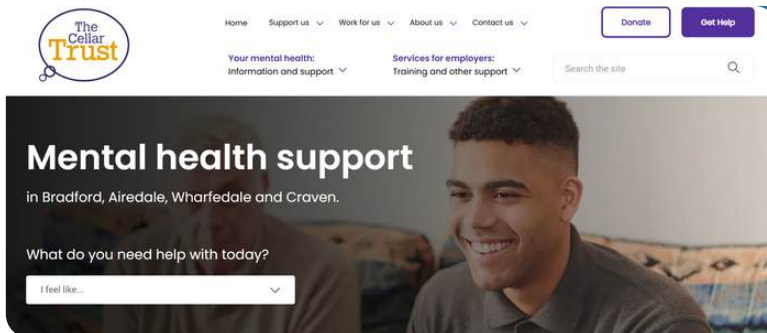 The
Cellar
Trust
Home Support us Work for us About us Contact us Donate Get Help
Your mental health:
Information and support
Services for employers:
Training and other support
Search the site
Mental health support
in Bradford, Airedale, Wharfedale and Craven.
What do you need help with today?
I feel like...